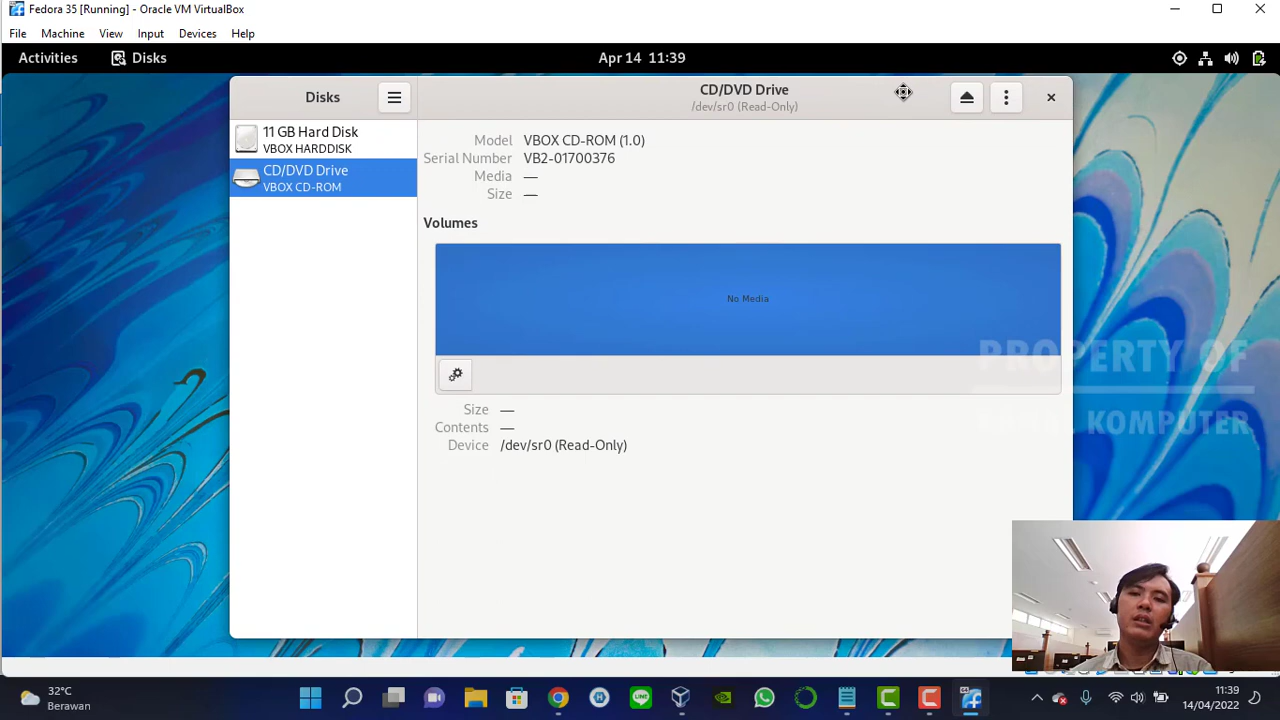 Fedora 35 [Running] - Oracle VM VirtualBox
File Machine View Input Devices Help
Activities Disks Apr 14 11:39
Disks
CD/DVD Drive
/dev/sr0 (Read-Only)
11 GB Hard Disk
VBOX HARDDISK
CD/DVD Drive
VBOX CD-ROM
Model VBOX CD-ROM (1.0)
Serial Number VB2-01700376
Media —
Size —
Volumes
No Media
Size —
Contents —
Device /dev/sr0 (Read-Only)
PROPERTY OF
KOMPUTER
32°C
Berawan
LINE
11:39
14/04/2022